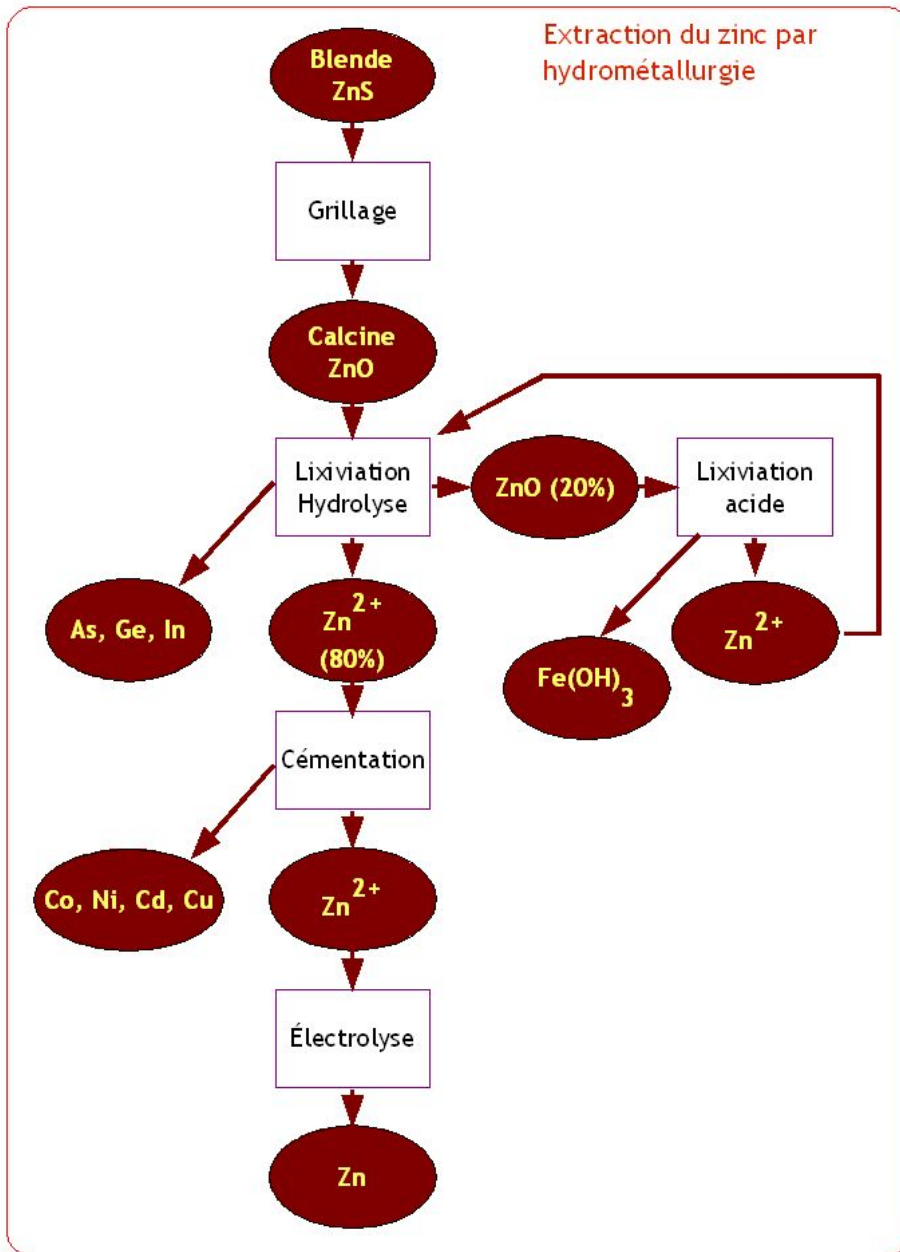 Extraction du zinc par
hydrométallurgie
Blende
ZnS
Grillage
Calcine
ZnO
Lixiviation
Hydrolyse
ZnO (20%)
Lixiviation
acide
As, Ge, In
Zn²⁺
(80%)
Fe(OH)₃
Zn²⁺
Cémentation
Co, Ni, Cd, Cu
Zn²⁺
Électrolyse
Zn